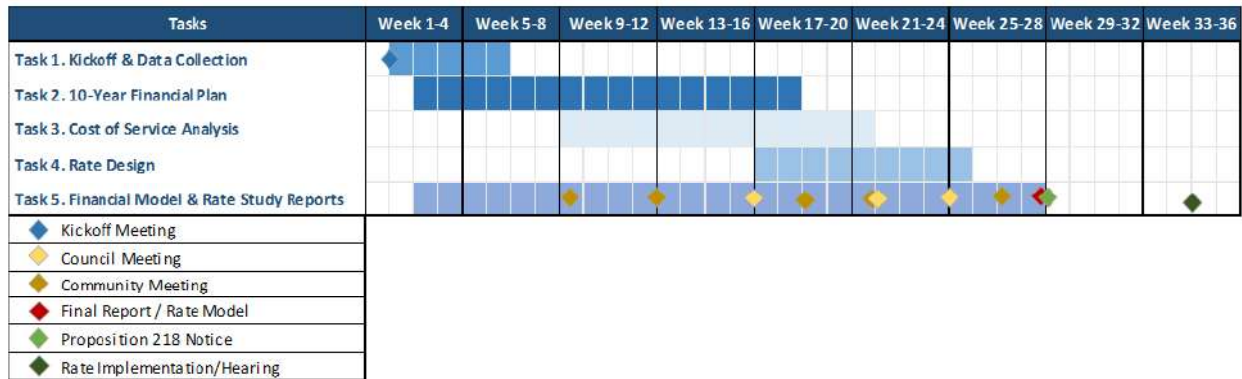 Tasks Week 1-4 Week 5-8 Week 9-12 Week 13-16 Week 17-20 Week 21-24 Week 25-28 Week 29-32 Week 33-36
Task 1. Kickoff & Data Collection
Task 2. 10-Year Financial Plan
Task 3. Cost of Service Analysis
Task 4. Rate Design
Task 5. Financial Model & Rate Study Reports
Kickoff Meeting
Council Meeting
Community Meeting
Final Report / Rate Model
Proposition 218 Notice
Rate Implementation/Hearing